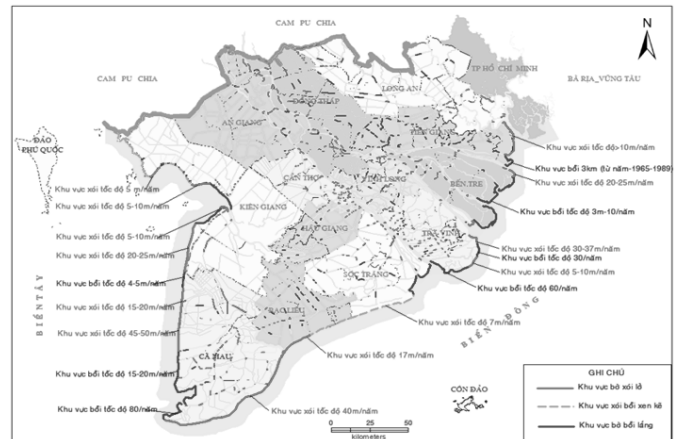 CAM PU CHIA
N
TP HỒ CHÍ MINH
LONG AN
CAM PU CHIA
BÀ RỊA_VŨNG TÀU
ĐỒNG THÁP
AN GIANG
TIỀN GIANG
ĐẢO
PHÚ QUỐC
Khu vực xói tốc độ>10m/năm
Khu vực bồi 3km (từ năm-1965-1989)
CẦN THƠ
VĨNH LONG
BẾN TRE
Khu vực xói tốc độ 20-25m/năm
Khu vực xói tốc độ 5 m/năm
Khu vực xói tốc độ 5-10m/năm
KIÊN GIANG
Khu vực bồi tốc độ 3m-10/năm
HẬU GIANG
TRÀ VINH
Khu vực xói tốc độ 5-10m/năm
Khu vực xói tốc độ 30-37m/năm
Khu vực xói tốc độ 20-25m/năm
Khu vực bồi tốc độ 30/năm
SÓC TRĂNG
Khu vực xói tốc độ 5-10m/năm
Khu vực bồi tốc độ 4-5m/năm
Khu vực bồi tốc độ 60/năm
BIỂN TÂY
Khu vực xói tốc độ 15-20m/năm
BẠC LIÊU
BIỂN ĐÔNG
Khu vực xói tốc độ 7m/năm
Khu vực xói tốc độ 45-50m/năm
Khu vực xói tốc độ 17m/năm
CÀ MAU
Khu vực bồi tốc độ 15-20m/năm
CÔN ĐẢO
GHI CHÚ
Khu vực bờ xói lở
Khu vực xói bồi xen kẽ
Khu vực bờ bồi lắng
Khu vực bồi tốc độ 80/năm
Khu vực xói tốc độ 40m/năm
0 25 50
kilometers